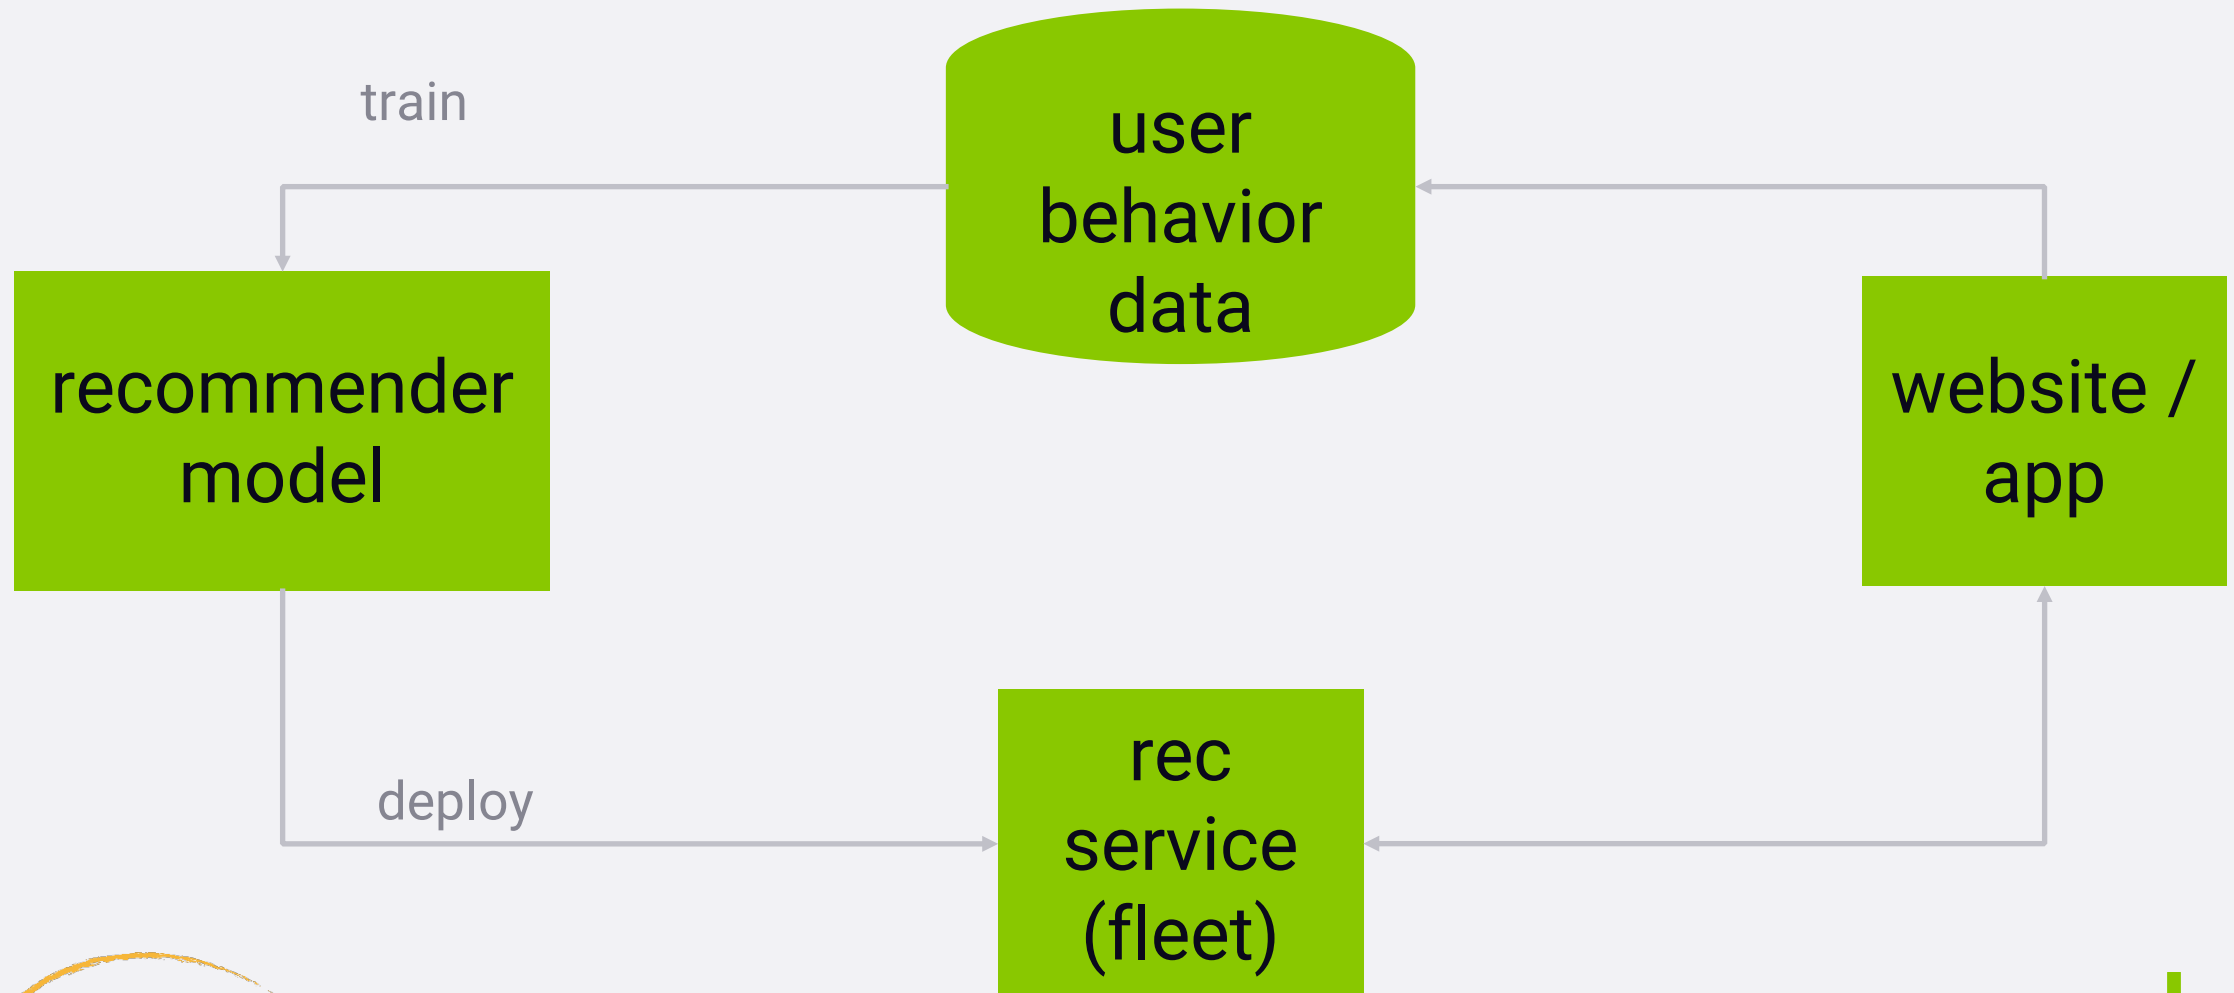 train
user
behavior
data
recommender
model
website /
app
deploy
rec
service
(fleet)